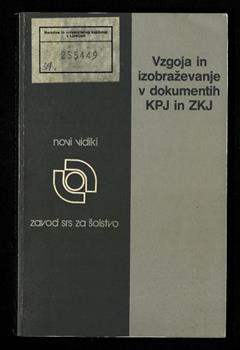 Narodna in univerzitetna knjižnica
v Ljubljani
255449
Vzgoja in
izobraževanje
v dokumentih
KPJ in ZKJ
novi vidiki
zavod srs za šolstvo